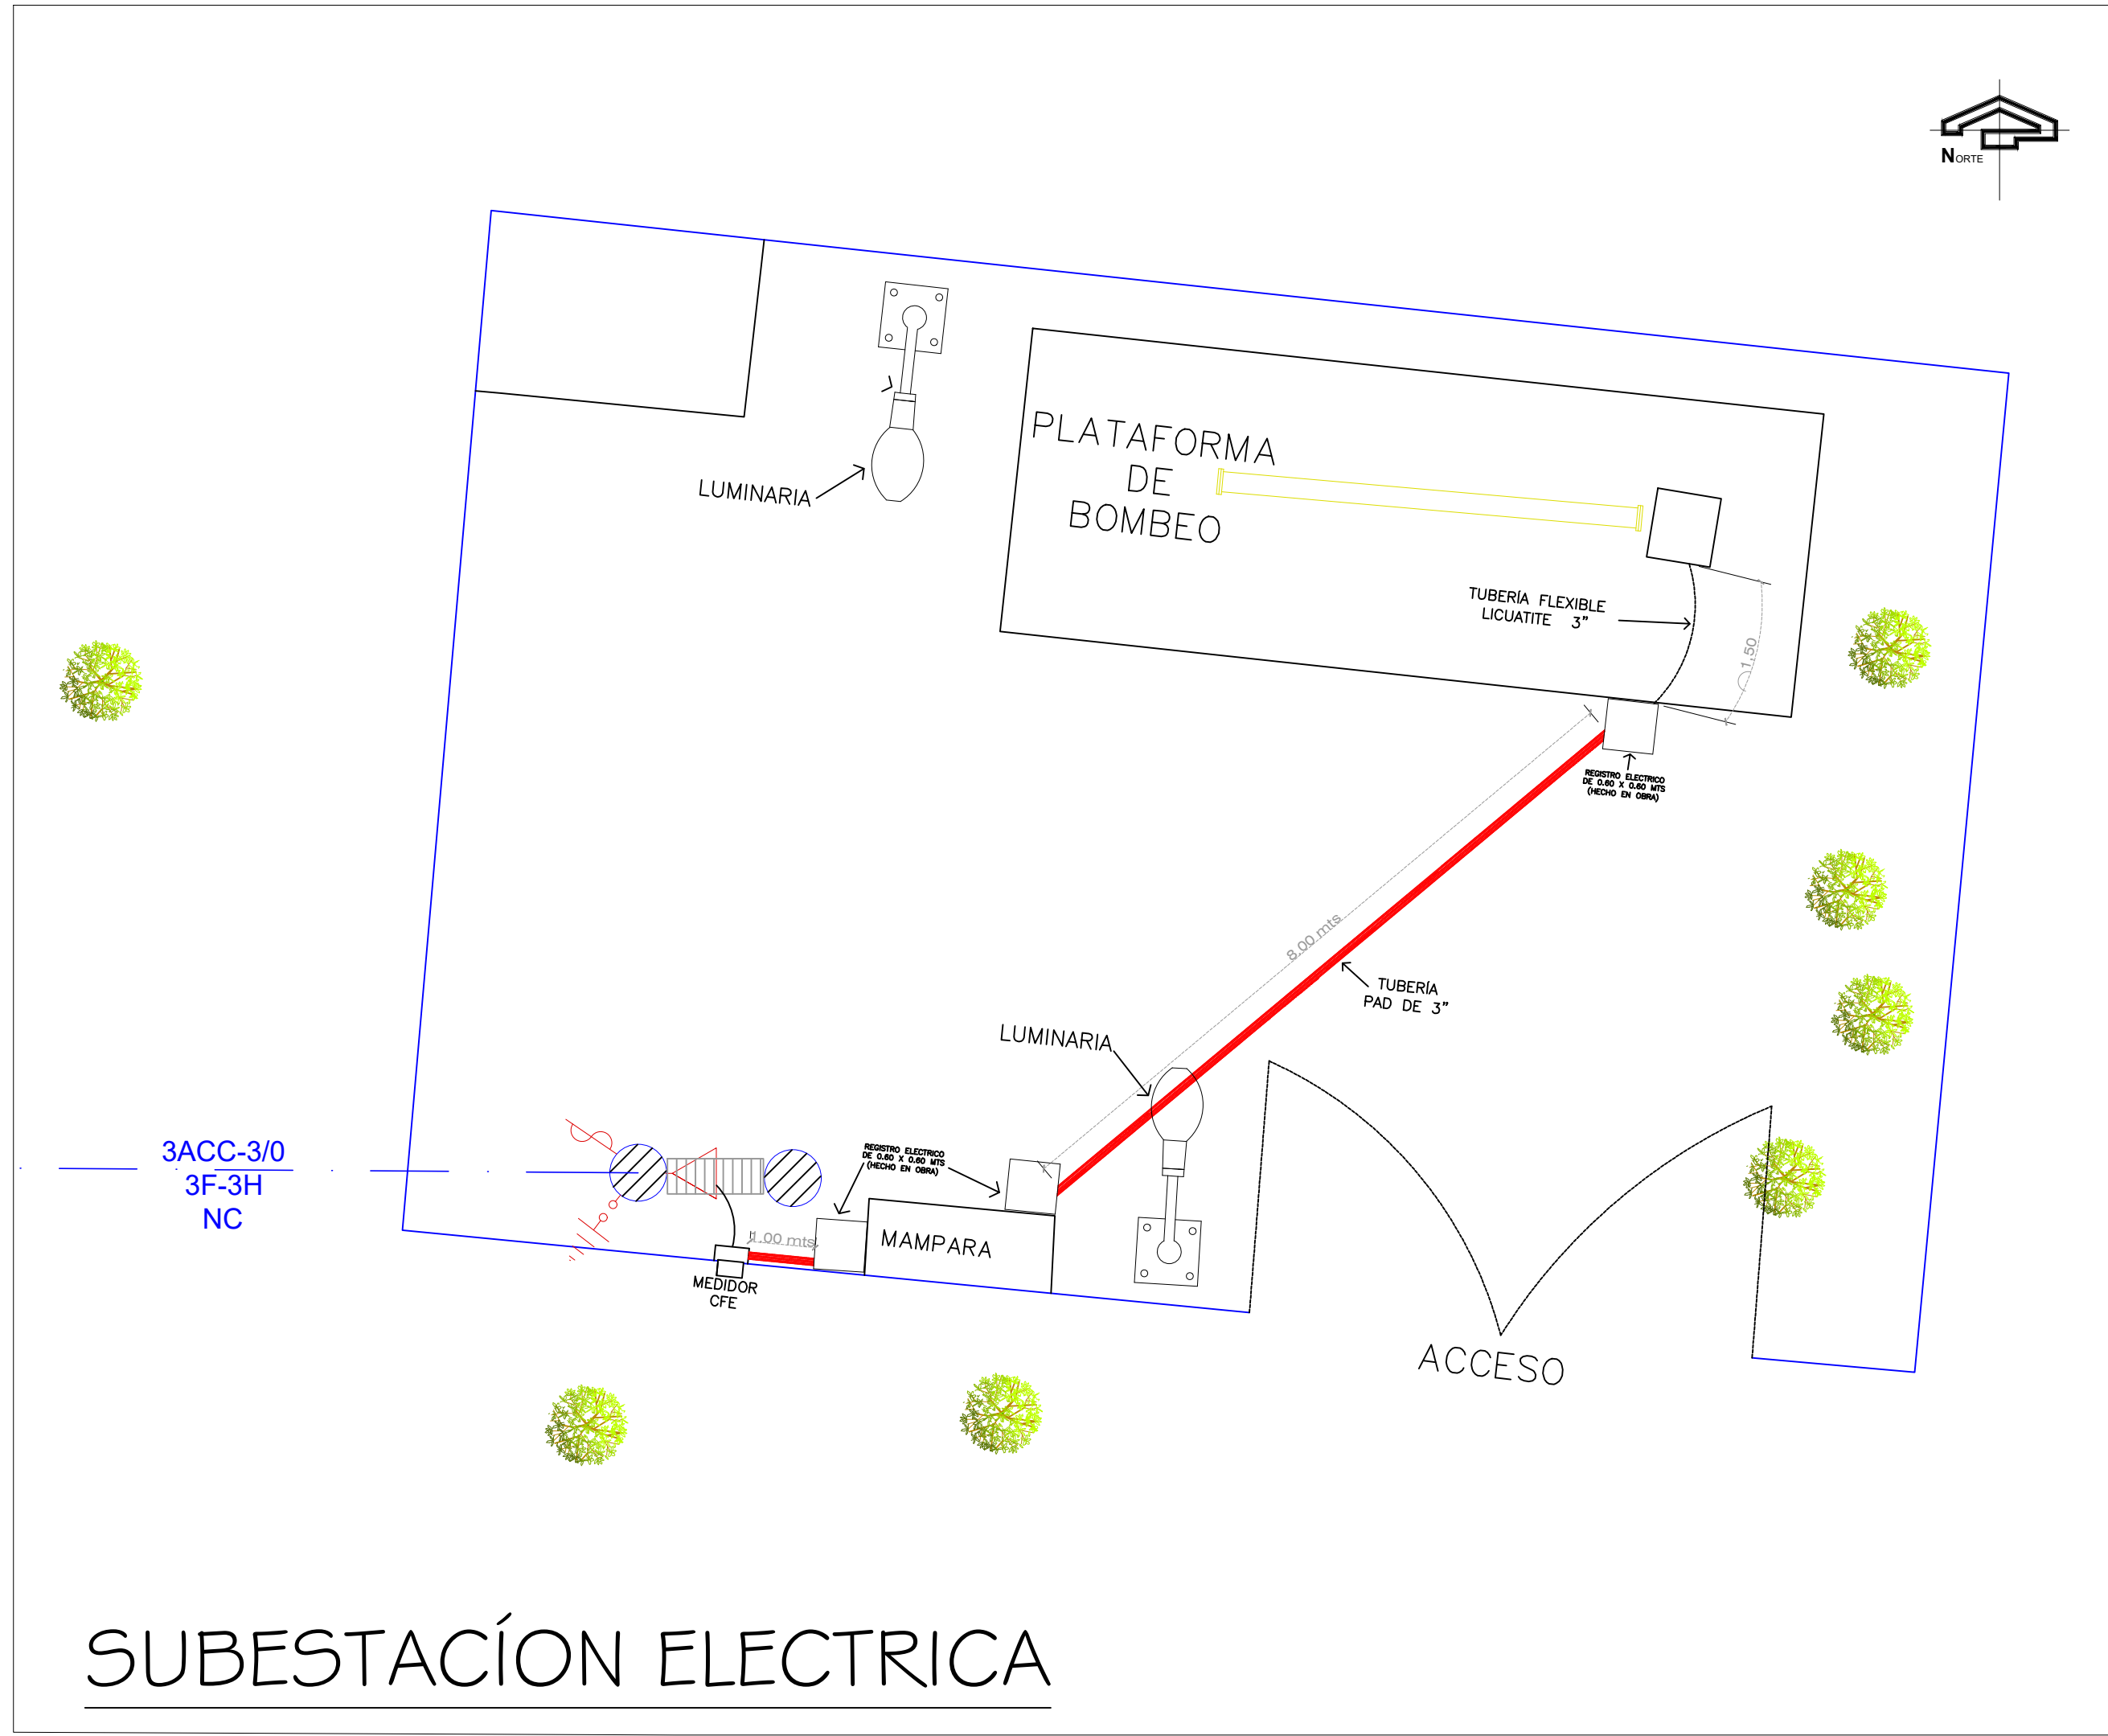 NORTE
PLATAFORMA
DE
BOMBEO
LUMINARIA
TUBERÍA FLEXIBLE
LICUATITE 3"
1.50
REGISTRO ELECTRICO
DE 0.60 X 0.60 MTS
(HECHO EN OBRA)
8.00 mts
TUBERÍA
PAD DE 3"
LUMINARIA
3ACC-3/0
3F-3H
NC
REGISTRO ELECTRICO
DE 0.60 X 0.60 MTS
(HECHO EN OBRA)
1.00 mts
MAMPARA
MEDIDOR
CFE
ACCESO
SUBESTACÍON ELECTRICA